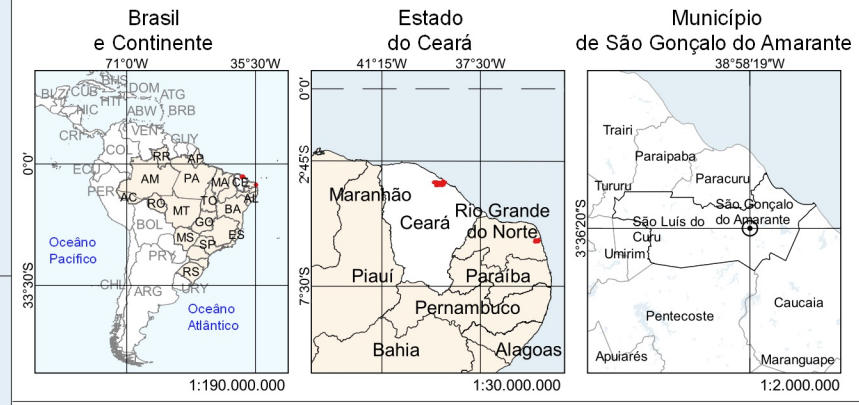 Brasil
e Continente
71°0'W
35°30'W
0°0'
33°30'S
BHS
BLZ
CUB
DOM
ATG
HTI
NIC
ABW
BRB
CRI
VEN
GUY
COL
ECU
RR
AP
AM
PA
MA
CE
PER
AC
RO
TO
AL
MT
BA
BOL
GO
MS
ES
SP
PRY
RS
CHL
ARG
URY
Oceâno
Pacífico
Oceâno
Atlântico
1:190.000.000
Estado
do Ceará
41°15'W
37°30'W
0°0'
2°45'S
7°30'S
Maranhão
Ceará
Rio Grande
do Norte
Piauí
Paraíba
Pernambuco
Bahia
Alagoas
1:30.000.000
Município
de São Gonçalo do Amarante
38°58'19"W
3°36'20"S
Trairi
Paraipaba
Tururu
Paracuru
São Gonçalo
do Amarante
São Luís do
Curu
Umirim
Pentecoste
Caucaia
Apuiarés
Maranguape
1:2.000.000